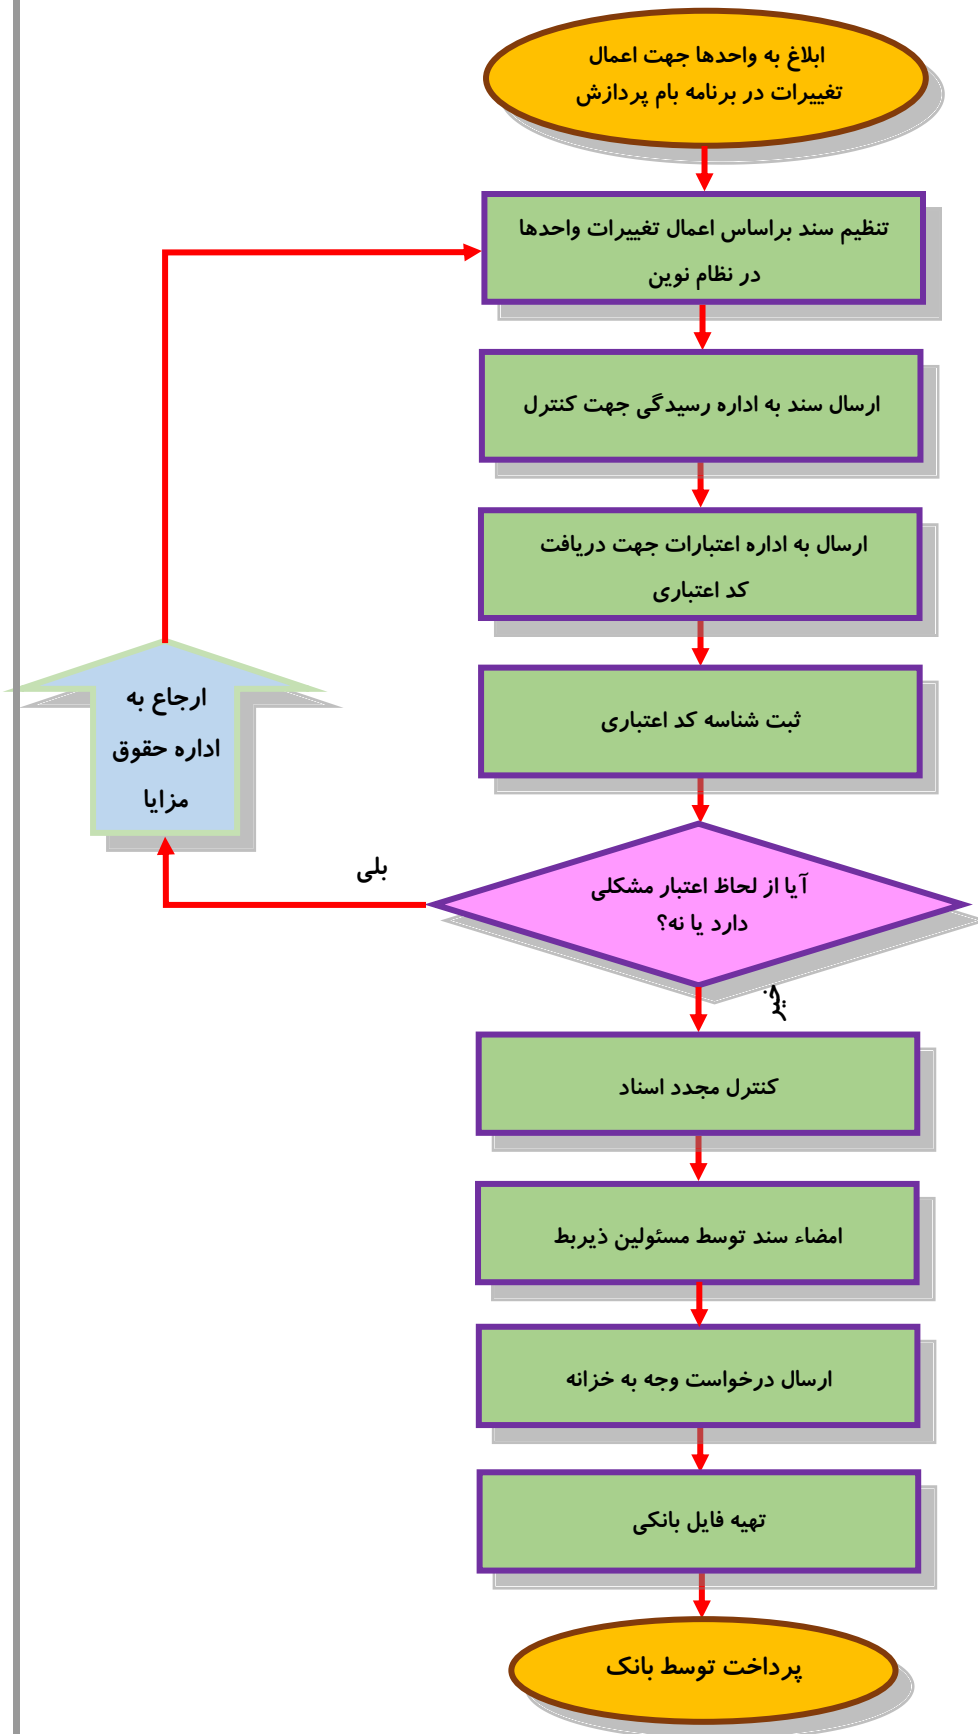 ابلاغ به واحدها جهت اعمال
تغییرات در برنامه بام پردازش
تنظیم سند براساس اعمال تغییرات واحدها
در نظام نوین
ارسال سند به اداره رسیدگی جهت کنترل
ارسال به اداره اعتبارات جهت دریافت
کد اعتباری
ثبت شناسه کد اعتباری
ارجاع به
اداره حقوق
مزایا
بلی
آیا از لحاظ اعتبار مشکلی
دارد یا نه؟
خیر
کنترل مجدد اسناد
امضاء سند توسط مسئولین ذیربط
ارسال درخواست وجه به خزانه
تهیه فایل بانکی
پرداخت توسط بانک